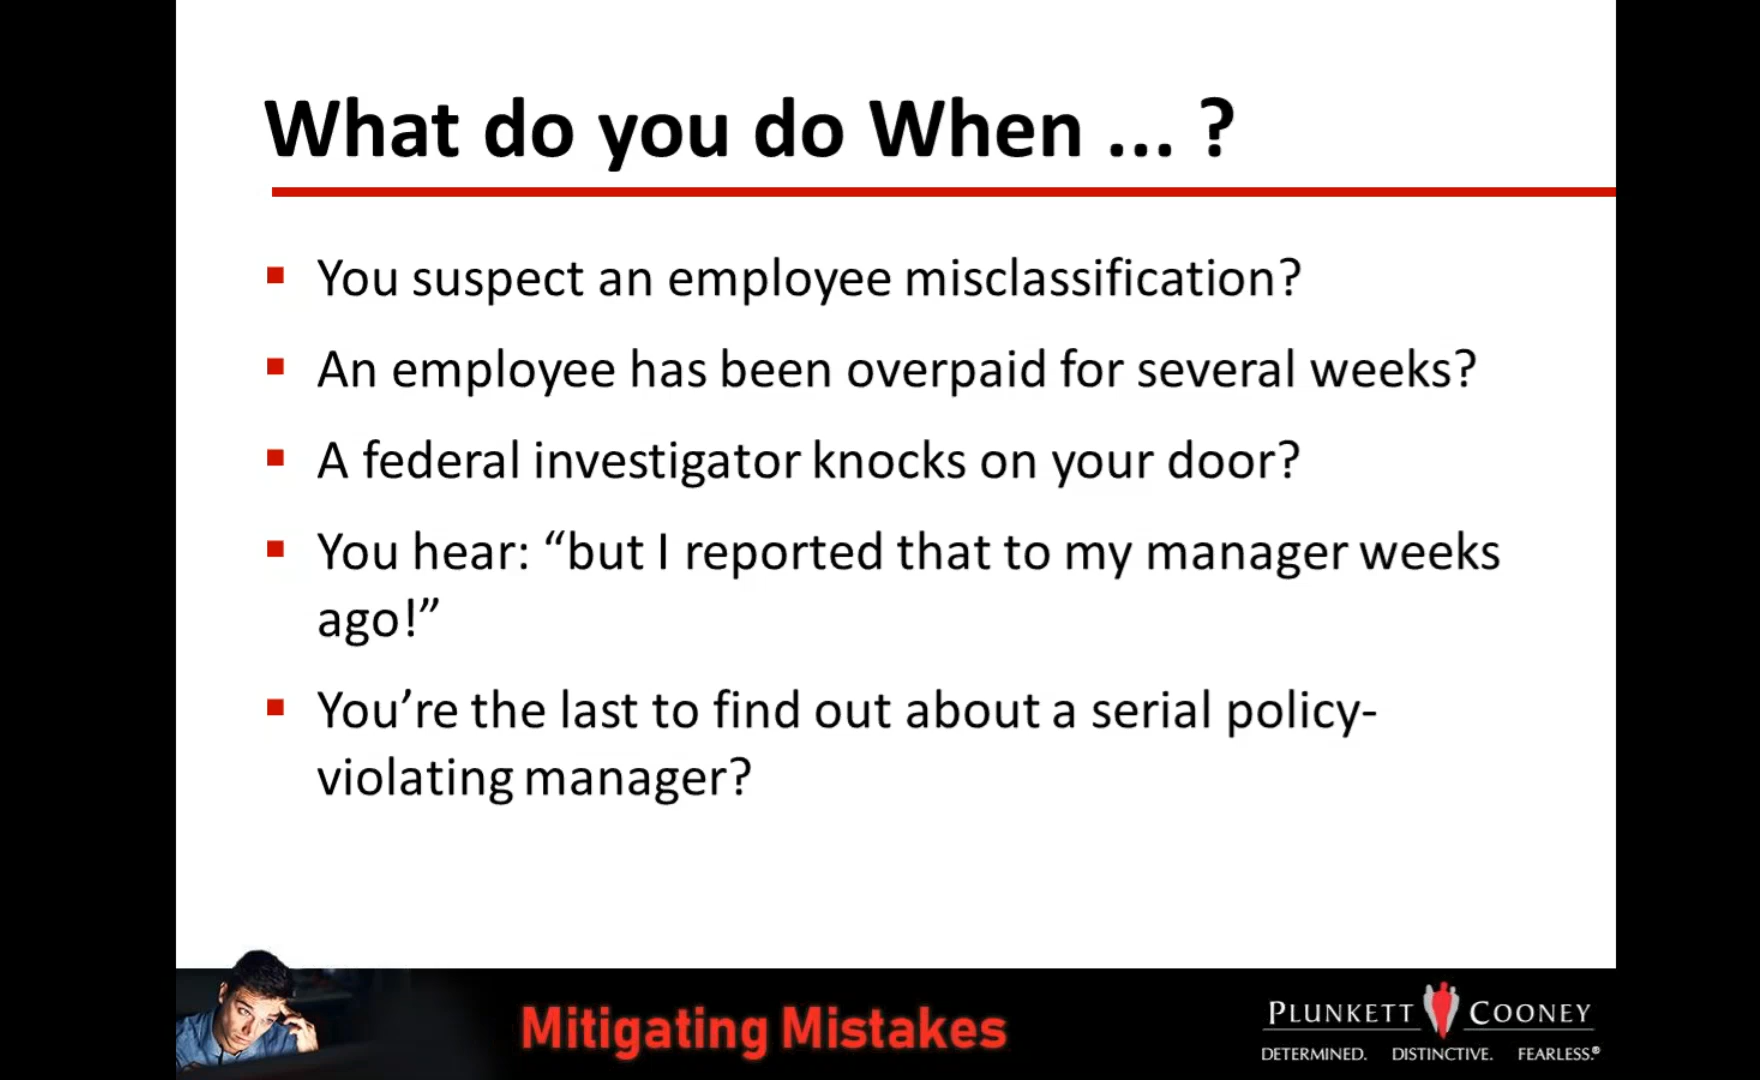 What do you do When ... ?
You suspect an employee misclassification?
An employee has been overpaid for several weeks?
A federal investigator knocks on your door?
You hear: “but I reported that to my manager weeks
ago!”
You’re the last to find out about a serial policy-
violating manager?
Mitigating Mistakes
PLUNKETT COONEY
DETERMINED. DISTINCTIVE. FEARLESS.®